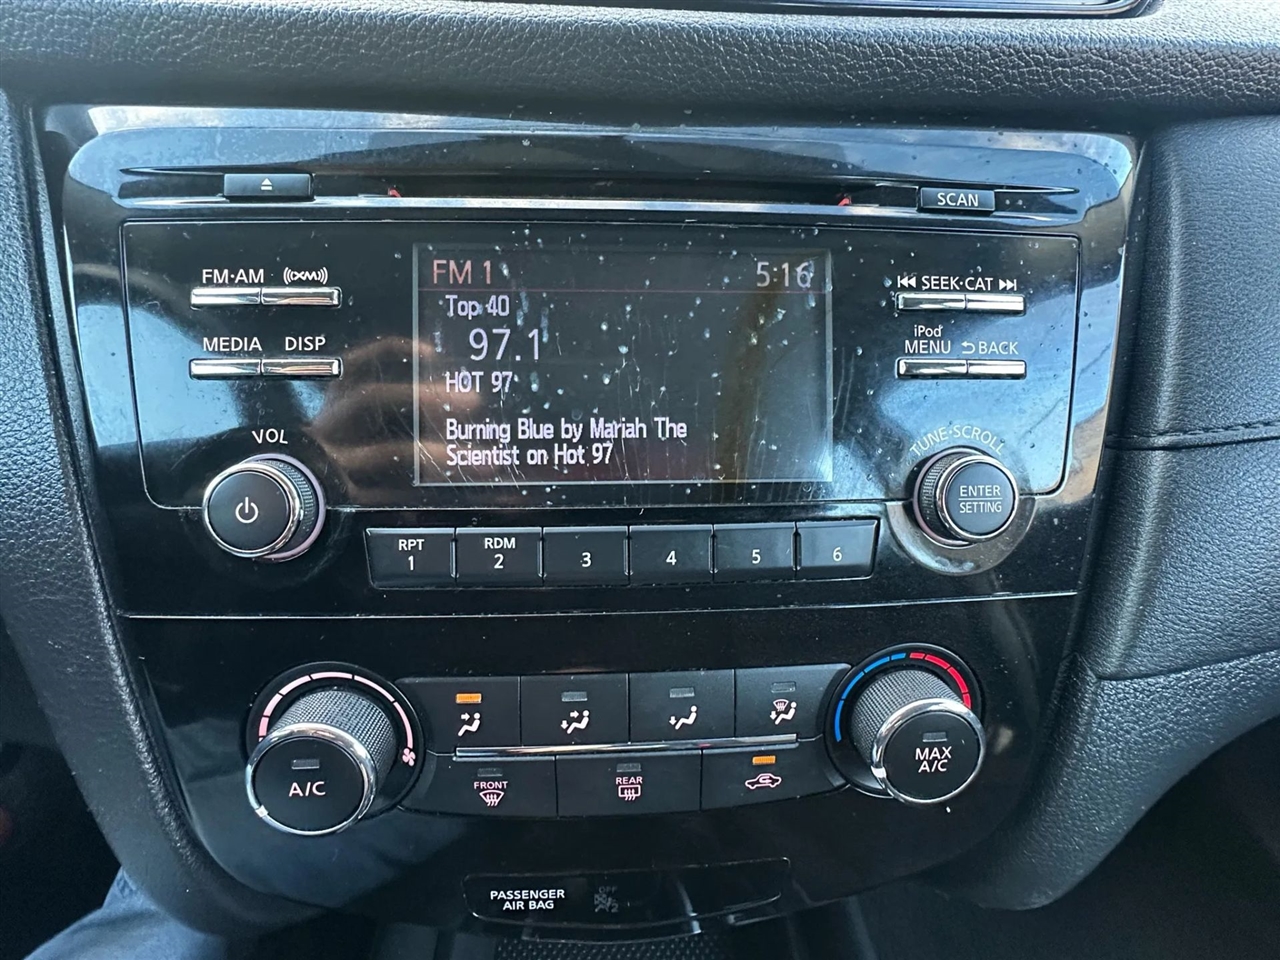 SCAN
FM·AM
((XM))
FM 1
5:16
SEEK·CAT
Top 40
97.1
iPod
MENU
BACK
MEDIA
DISP
HOT 97
Burning Blue by Mariah The
Scientist on Hot 97
VOL
TUNE·SCROLL
ENTER
SETTING
RPT
1
RDM
2
3
4
5
6
A/C
FRONT
REAR
MAX
A/C
PASSENGER
AIR BAG
OFF